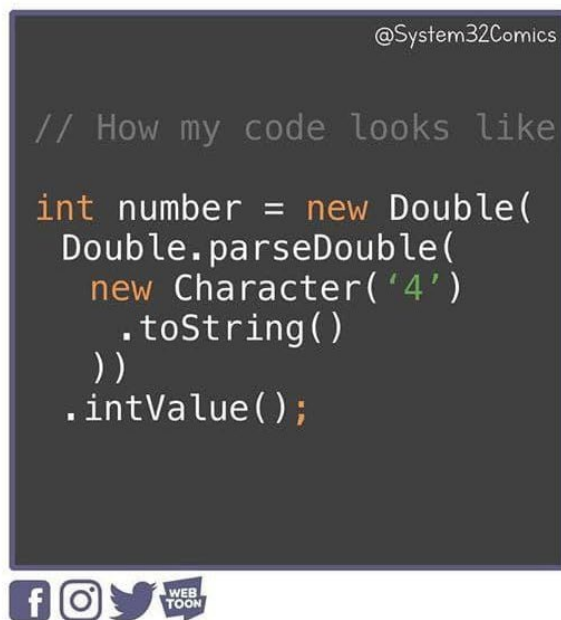 @System32Comics
// How my code looks like
int number = new Double(
Double.parseDouble(
new Character(‘4’)
.toString()
))
.intValue();
f
WEB
TOON